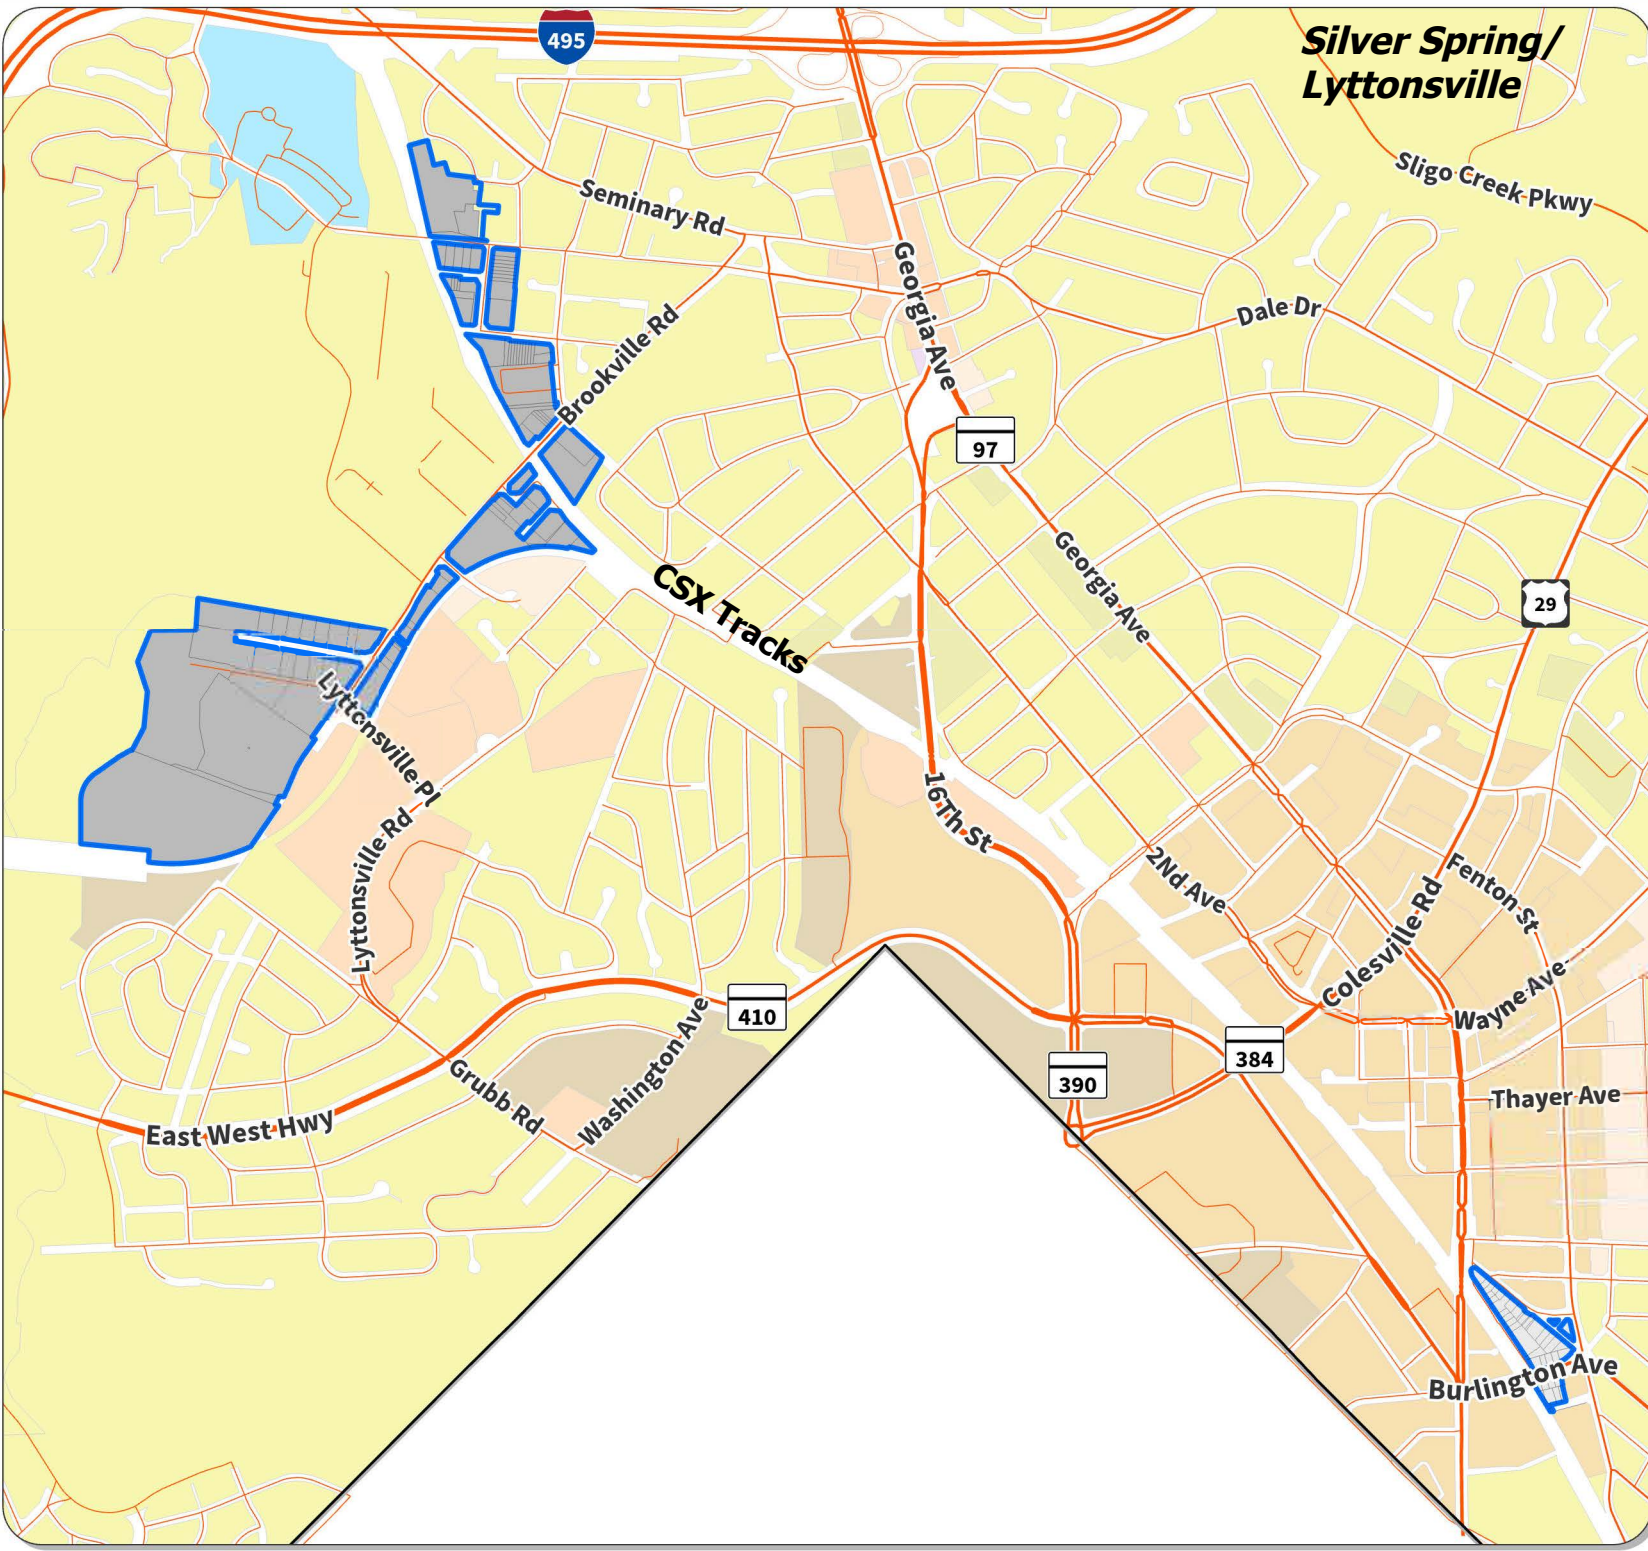 495
Silver Spring/
Lyttonsville
Sligo Creek Pkwy
Seminary Rd
Georgia Ave
Dale Dr
Brookville Rd
97
Georgia Ave
CSX Tracks
29
Lyttonsville Pl
16Th St
Lyttonsville Rd
2Nd Ave
Fenton St
Colesville Rd
Wayne Ave
410
384
390
Washington Ave
Grubb Rd
Thayer Ave
East West Hwy
Burlington Ave